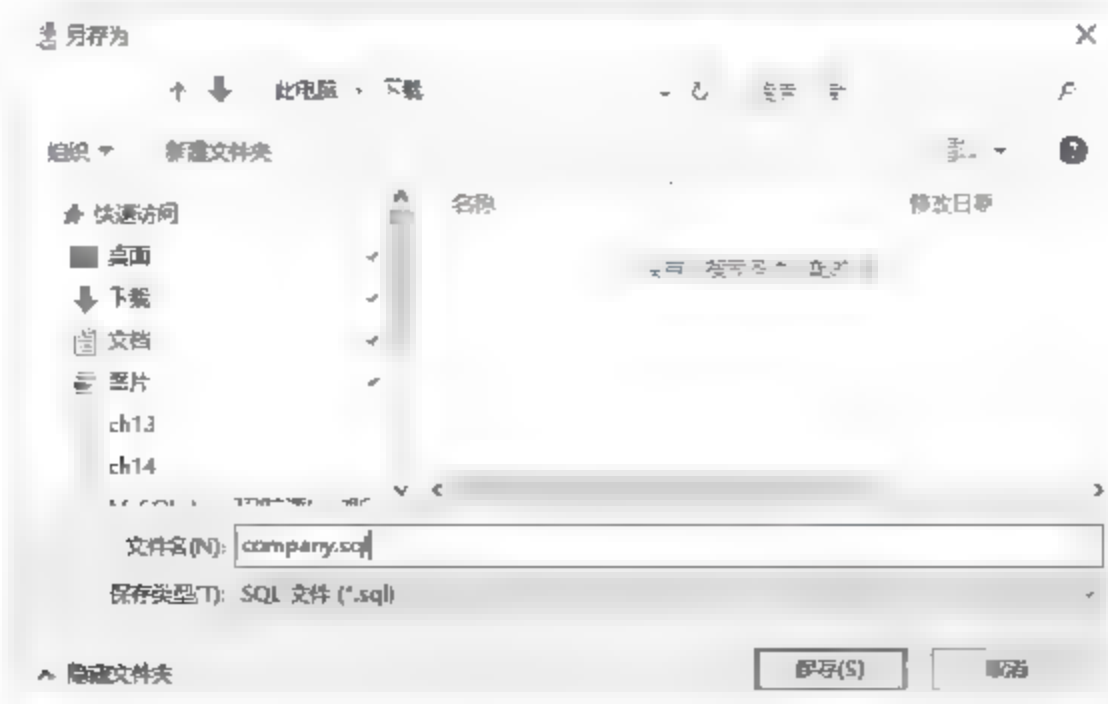 另存为
此电脑 › 下载
组织
新建文件夹
名称
修改日期
快速访问
桌面
下载
文档
图片
ch13
ch14
文件名(N): company.sql
保存类型(T): SQL 文件 (*.sql)
隐藏文件夹
保存(S)
取消